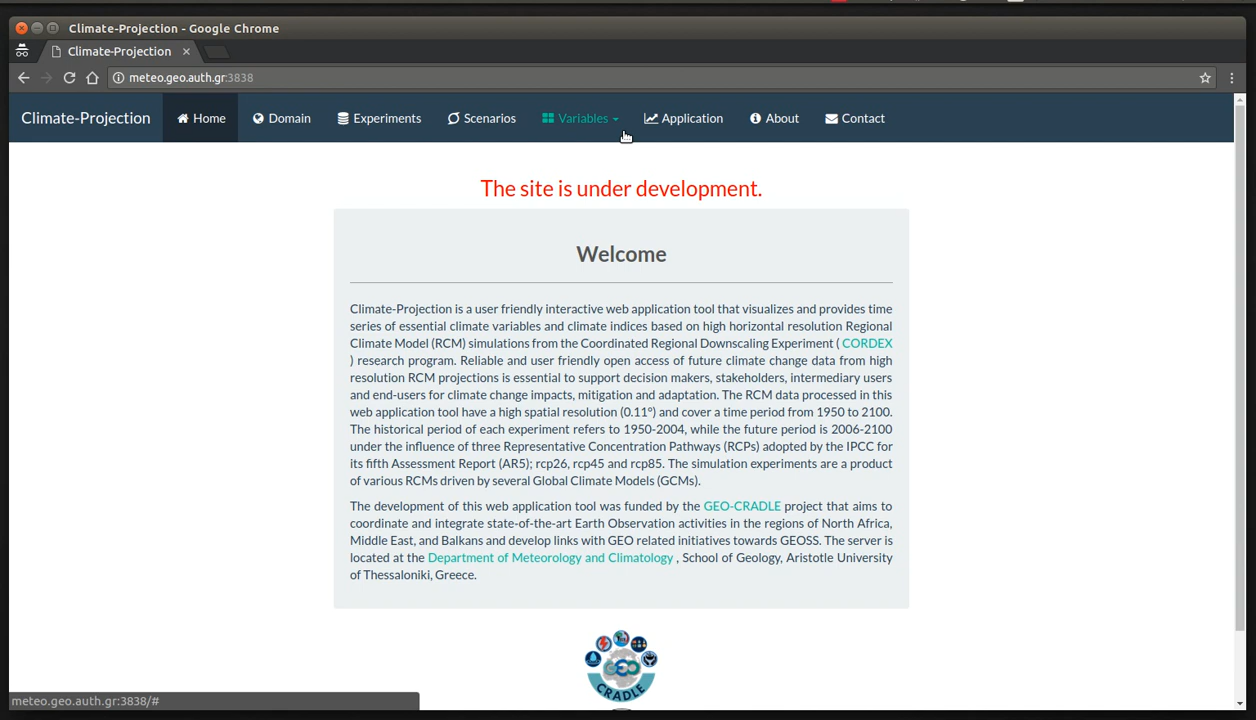 Climate-Projection - Google Chrome
Climate-Projection
meteo.geo.auth.gr:3838
Climate-Projection Home Domain Experiments Scenarios Variables Application About Contact
The site is under development.
Welcome
Climate-Projection is a user friendly interactive web application tool that visualizes and provides time
series of essential climate variables and climate indices based on high horizontal resolution Regional
Climate Model (RCM) simulations from the Coordinated Regional Downscaling Experiment ( CORDEX
) research program. Reliable and user friendly open access of future climate change data from high
resolution RCM projections is essential to support decision makers, stakeholders, intermediary users
and end-users for climate change impacts, mitigation and adaptation. The RCM data processed in this
web application tool have a high spatial resolution (0.11°) and cover a time period from 1950 to 2100.
The historical period of each experiment refers to 1950-2004, while the future period is 2006-2100
under the influence of three Representative Concentration Pathways (RCPs) adopted by the IPCC for
its fifth Assessment Report (AR5); rcp26, rcp45 and rcp85. The simulation experiments are a product
of various RCMs driven by several Global Climate Models (GCMs).
The development of this web application tool was funded by the GEO-CRADLE project that aims to
coordinate and integrate state-of-the-art Earth Observation activities in the regions of North Africa,
Middle East, and Balkans and develop links with GEO related initiatives towards GEOSS. The server is
located at the Department of Meteorology and Climatology , School of Geology, Aristotle University
of Thessaloniki, Greece.
GEO
CRADLE
meteo.geo.auth.gr:3838/#